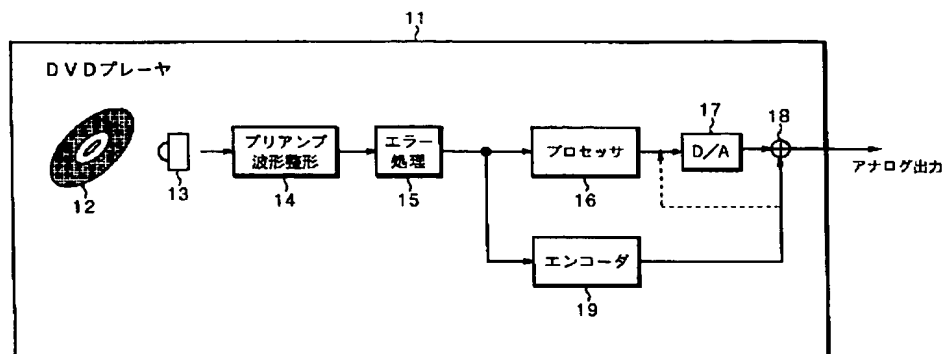 11
DVDプレーヤ
12
13
プリアンプ
波形整形
14
エラー
処理
15
プロセッサ
16
17
D/A
18
アナログ出力
エンコーダ
19